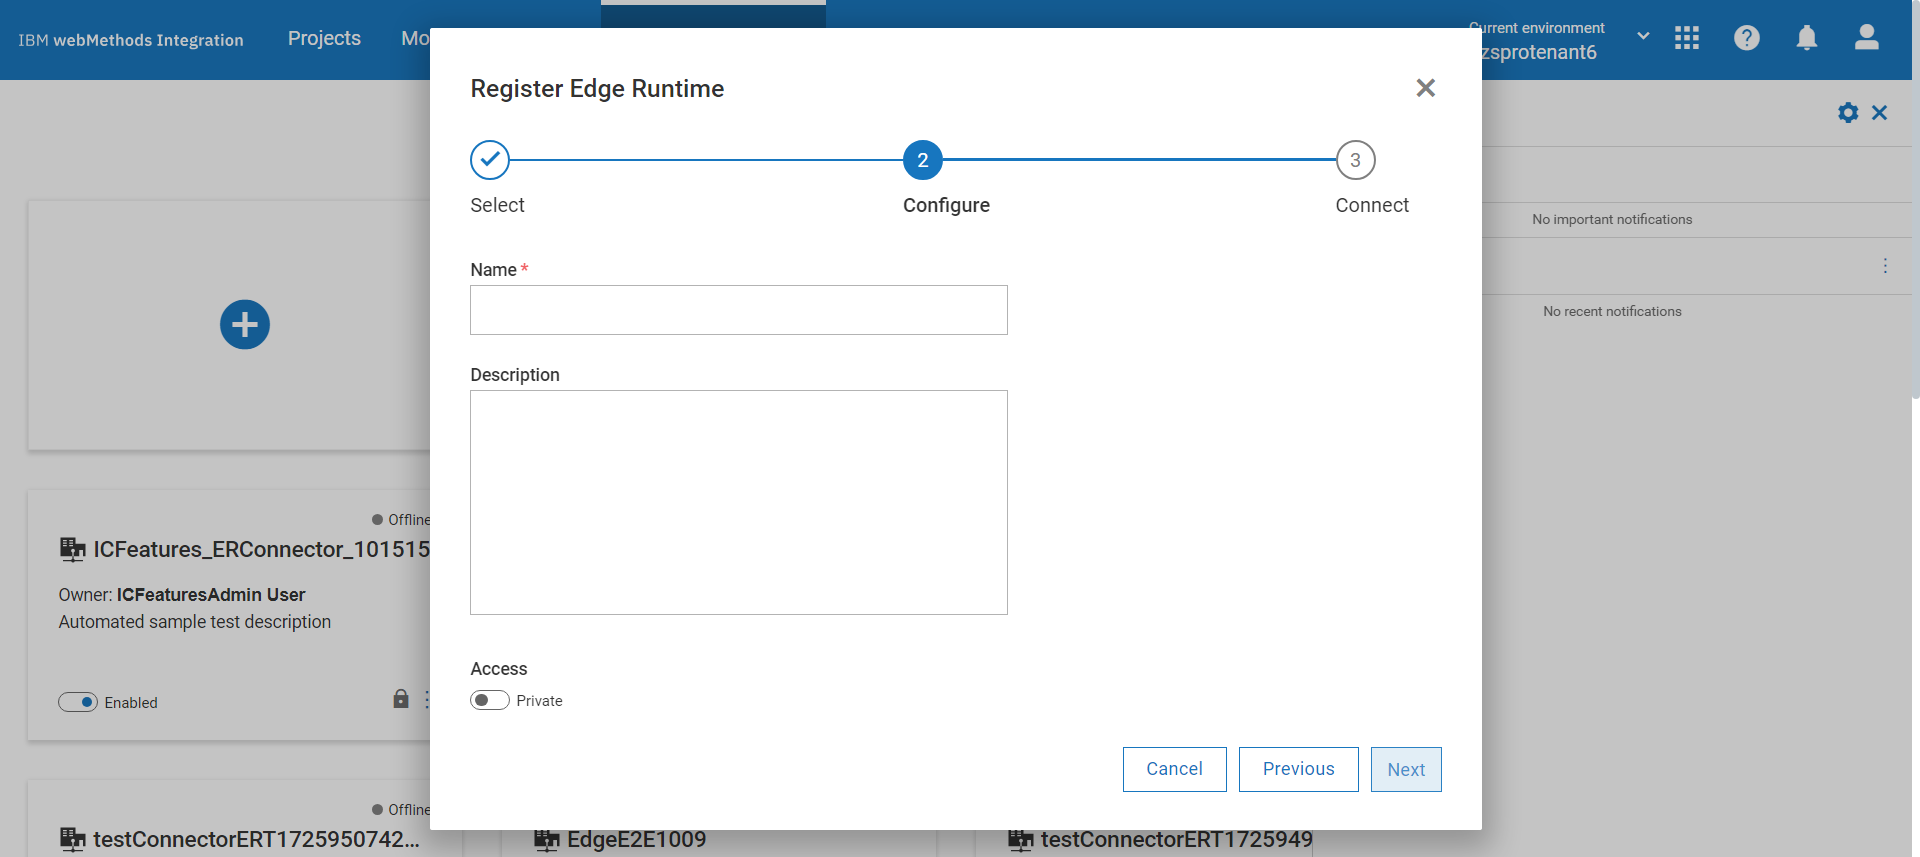 IBM webMethods Integration
Projects
Mo
Current environment
zsprotenant6
Register Edge Runtime
2
3
Select
Configure
Connect
Name *
Description
Access
Private
Cancel
Previous
Next
No important notifications
No recent notifications
Offline
ICFeatures_ERConnector_101515
Owner: ICFeaturesAdmin User
Automated sample test description
Enabled
Offline
testConnectorERT1725950742...
EdgeE2E1009
testConnectorERT1725949